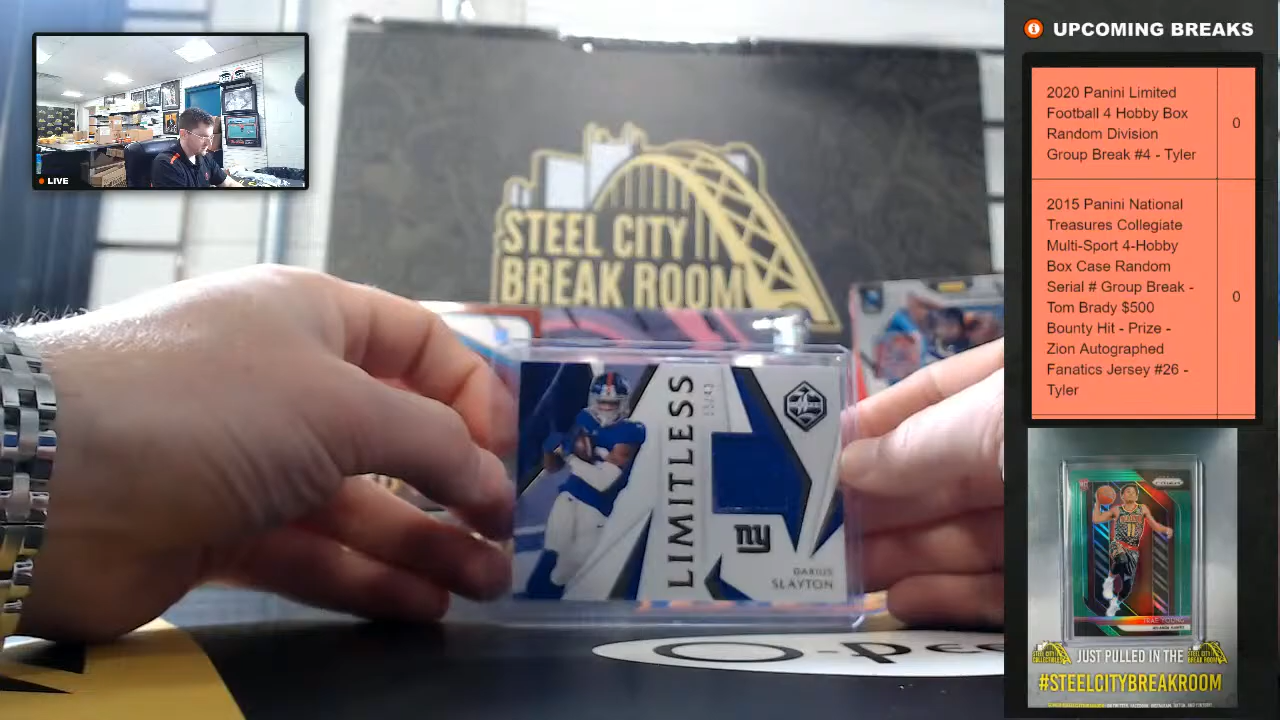 LIVE
STEEL CITY
BREAK ROOM
LIMITLESS
ny
DARIUS
SLAYTON
O-Pee
UPCOMING BREAKS
2020 Panini Limited
Football 4 Hobby Box
Random Division
Group Break #4 - Tyler
0
2015 Panini National
Treasures Collegiate
Multi-Sport 4-Hobby
Box Case Random
Serial # Group Break -
Tom Brady $500
Bounty Hit - Prize -
Zion Autographed
Fanatics Jersey #26 -
Tyler
0
TRAE YOUNG
JUST PULLED IN THE
#STEELCITYBREAKROOM